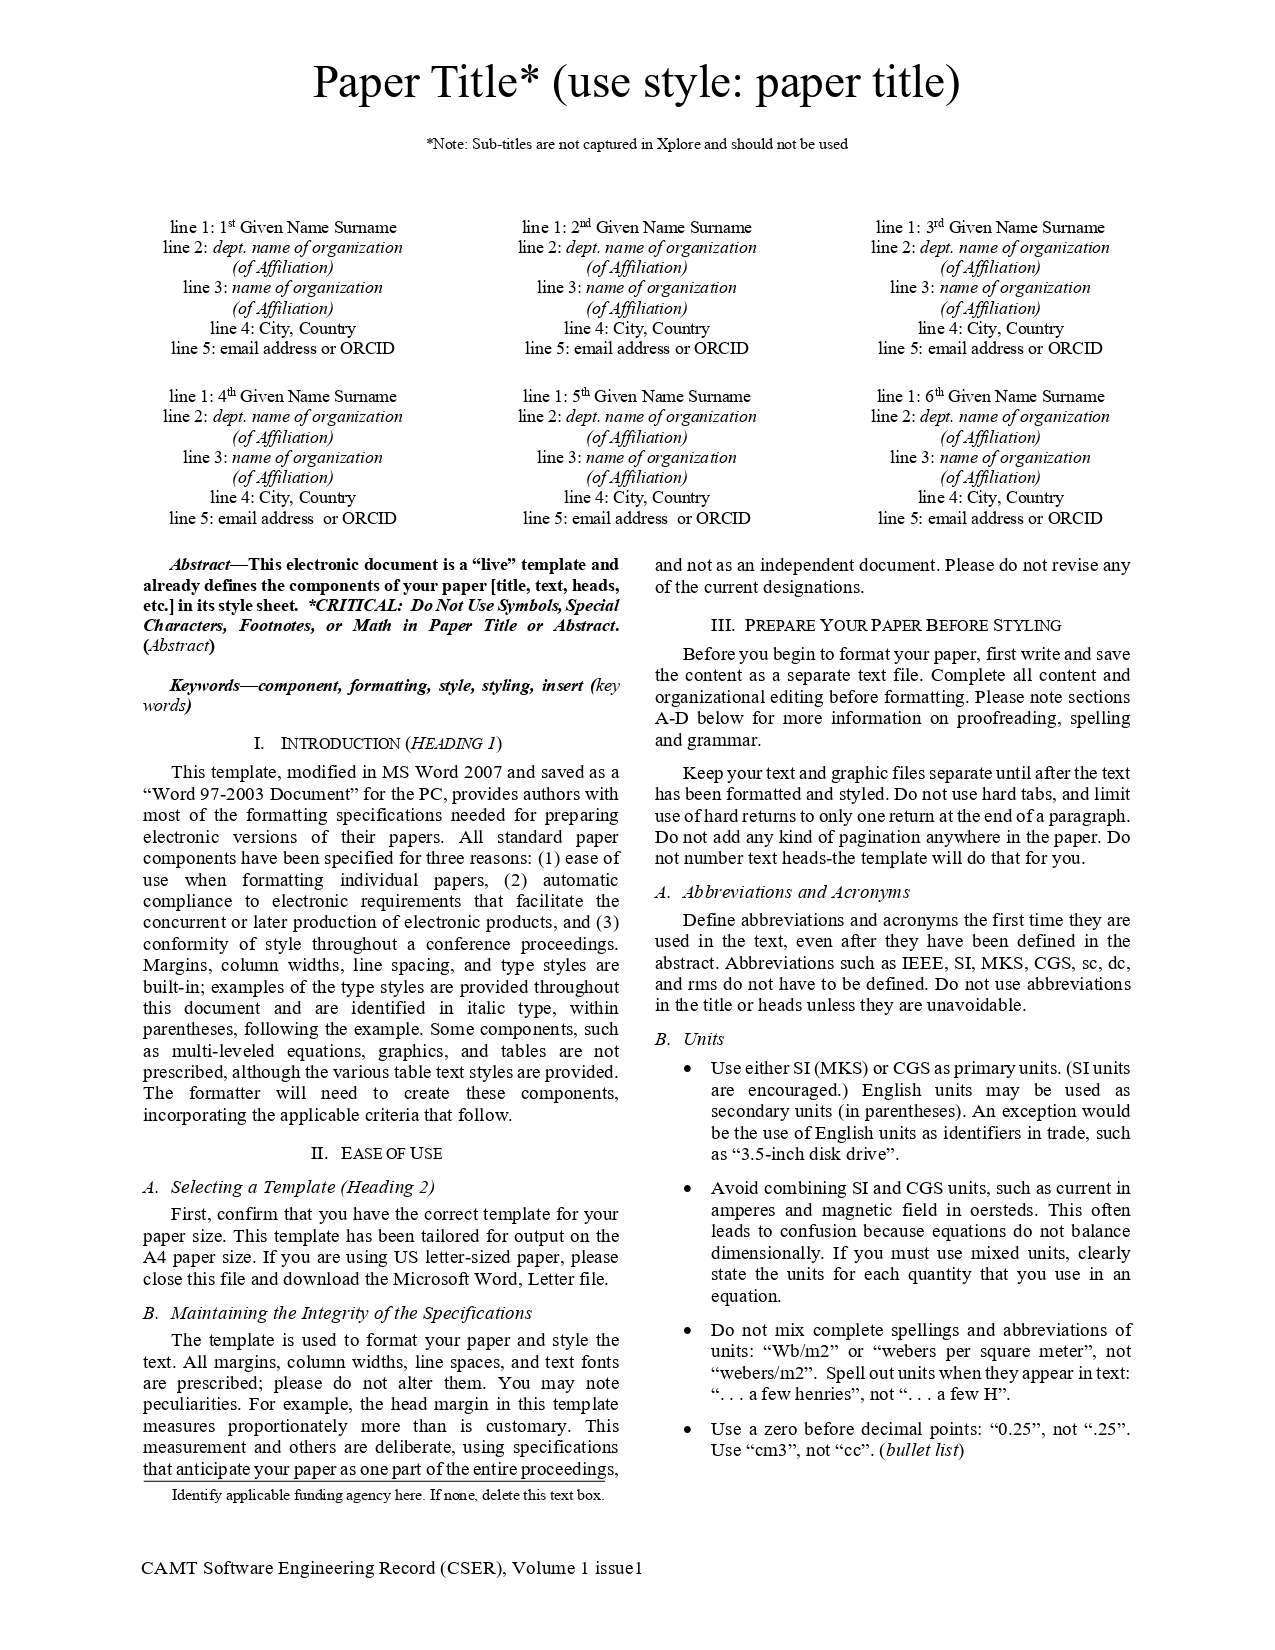 Paper Title* (use style: paper title)
*Note: Sub-titles are not captured in Xplore and should not be used
line 1: 1st Given Name Surname
line 2: dept. name of organization
(of Affiliation)
line 3: name of organization
(of Affiliation)
line 4: City, Country
line 5: email address or ORCID
line 1: 2nd Given Name Surname
line 2: dept. name of organization
(of Affiliation)
line 3: name of organization
(of Affiliation)
line 4: City, Country
line 5: email address or ORCID
line 1: 3rd Given Name Surname
line 2: dept. name of organization
(of Affiliation)
line 3: name of organization
(of Affiliation)
line 4: City, Country
line 5: email address or ORCID
line 1: 4th Given Name Surname
line 2: dept. name of organization
(of Affiliation)
line 3: name of organization
(of Affiliation)
line 4: City, Country
line 5: email address  or ORCID
line 1: 5th Given Name Surname
line 2: dept. name of organization
(of Affiliation)
line 3: name of organization
(of Affiliation)
line 4: City, Country
line 5: email address  or ORCID
line 1: 6th Given Name Surname
line 2: dept. name of organization
(of Affiliation)
line 3: name of organization
(of Affiliation)
line 4: City, Country
line 5: email address or ORCID
Abstract—This electronic document is a “live” template and
already defines the components of your paper [title, text, heads,
etc.] in its style sheet.  *CRITICAL:  Do Not Use Symbols, Special
Characters, Footnotes, or Math in Paper Title or Abstract.
(Abstract)
Keywords—component, formatting, style, styling, insert (key
words)
I. INTRODUCTION (HEADING 1)
This template, modified in MS Word 2007 and saved as a
“Word 97-2003 Document” for the PC, provides authors with
most of the formatting specifications needed for preparing
electronic versions of their papers. All standard paper
components have been specified for three reasons: (1) ease of
use when formatting individual papers, (2) automatic
compliance to electronic requirements that facilitate the
concurrent or later production of electronic products, and (3)
conformity of style throughout a conference proceedings.
Margins, column widths, line spacing, and type styles are
built-in; examples of the type styles are provided throughout
this document and are identified in italic type, within
parentheses, following the example. Some components, such
as multi-leveled equations, graphics, and tables are not
prescribed, although the various table text styles are provided.
The formatter will need to create these components,
incorporating the applicable criteria that follow.
II. EASE OF USE
A. Selecting a Template (Heading 2)
First, confirm that you have the correct template for your
paper size. This template has been tailored for output on the
A4 paper size. If you are using US letter-sized paper, please
close this file and download the Microsoft Word, Letter file.
B. Maintaining the Integrity of the Specifications
The template is used to format your paper and style the
text. All margins, column widths, line spaces, and text fonts
are prescribed; please do not alter them. You may note
peculiarities. For example, the head margin in this template
measures proportionately more than is customary. This
measurement and others are deliberate, using specifications
that anticipate your paper as one part of the entire proceedings,
Identify applicable funding agency here. If none, delete this text box.
and not as an independent document. Please do not revise any
of the current designations.
III. PREPARE YOUR PAPER BEFORE STYLING
Before you begin to format your paper, first write and save
the content as a separate text file. Complete all content and
organizational editing before formatting. Please note sections
A-D below for more information on proofreading, spelling
and grammar.
Keep your text and graphic files separate until after the text
has been formatted and styled. Do not use hard tabs, and limit
use of hard returns to only one return at the end of a paragraph.
Do not add any kind of pagination anywhere in the paper. Do
not number text heads-the template will do that for you.
A. Abbreviations and Acronyms
Define abbreviations and acronyms the first time they are
used in the text, even after they have been defined in the
abstract. Abbreviations such as IEEE, SI, MKS, CGS, sc, dc,
and rms do not have to be defined. Do not use abbreviations
in the title or heads unless they are unavoidable.
B. Units
• Use either SI (MKS) or CGS as primary units. (SI units
are encouraged.) English units may be used as
secondary units (in parentheses). An exception would
be the use of English units as identifiers in trade, such
as “3.5-inch disk drive”.
• Avoid combining SI and CGS units, such as current in
amperes and magnetic field in oersteds. This often
leads to confusion because equations do not balance
dimensionally. If you must use mixed units, clearly
state the units for each quantity that you use in an
equation.
• Do not mix complete spellings and abbreviations of
units: “Wb/m2” or “webers per square meter”, not
“webers/m2”.  Spell out units when they appear in text:
“. . . a few henries”, not “. . . a few H”.
• Use a zero before decimal points: “0.25”, not “.25”.
Use “cm3”, not “cc”. (bullet list)
CAMT Software Engineering Record (CSER), Volume 1 issue1